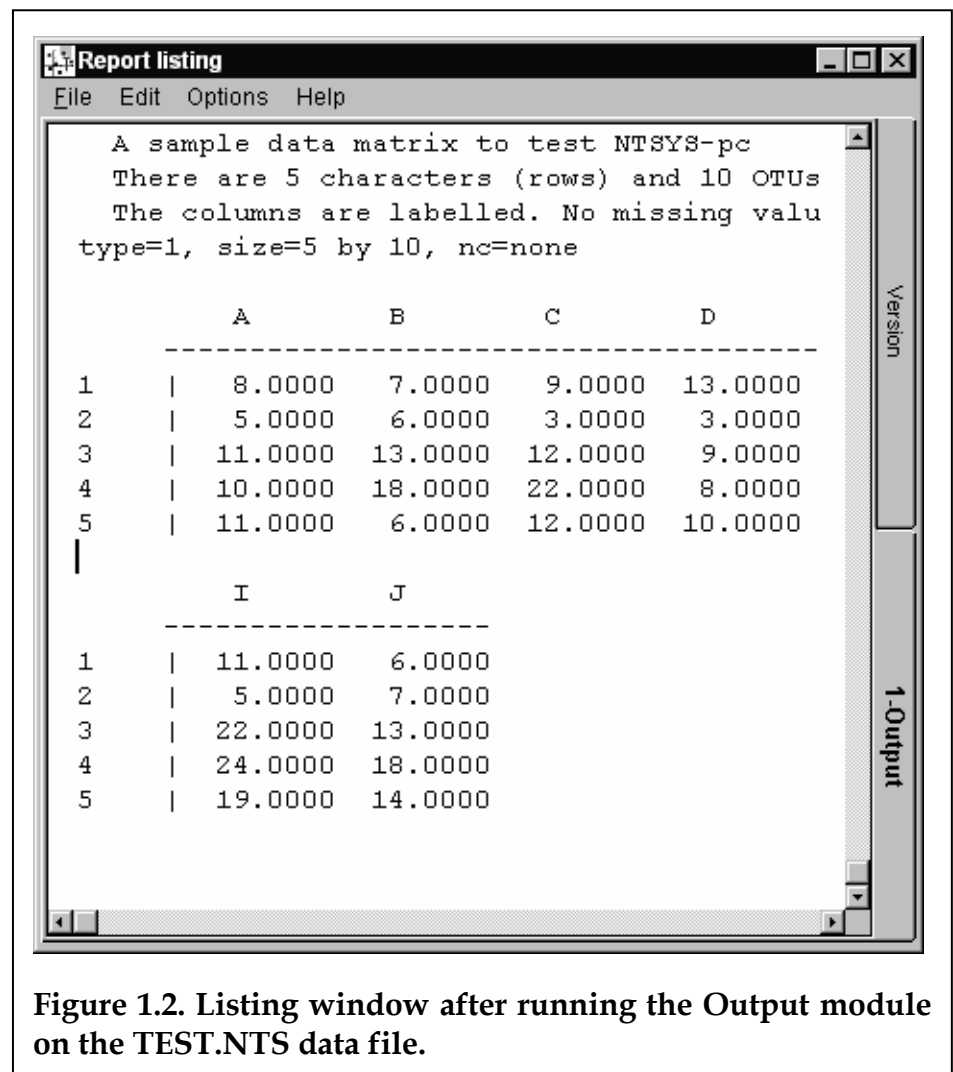 Report listing
File Edit Options Help
A sample data matrix to test NTSYS-pc
There are 5 characters (rows) and 10 OTUs
The columns are labelled. No missing valu
type=1, size=5 by 10, nc=none
A B C D
----------------------------------------
1 | 8.0000 7.0000 9.0000 13.0000
2 | 5.0000 6.0000 3.0000 3.0000
3 | 11.0000 13.0000 12.0000 9.0000
4 | 10.0000 18.0000 22.0000 8.0000
5 | 11.0000 6.0000 12.0000 10.0000
I J
--------------------
1 | 11.0000 6.0000
2 | 5.0000 7.0000
3 | 22.0000 13.0000
4 | 24.0000 18.0000
5 | 19.0000 14.0000
Version
1-Output
Figure 1.2. Listing window after running the Output module
on the TEST.NTS data file.